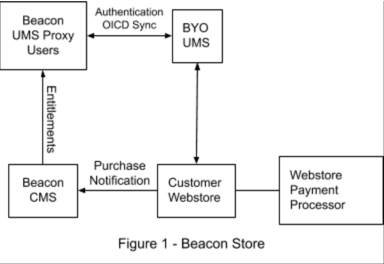 Beacon
UMS Proxy
Users
Authentication
OICD Sync
BYO
UMS
Entitlements
Beacon
CMS
Purchase
Notification
Customer
Webstore
Webstore
Payment
Processor
Figure 1 - Beacon Store